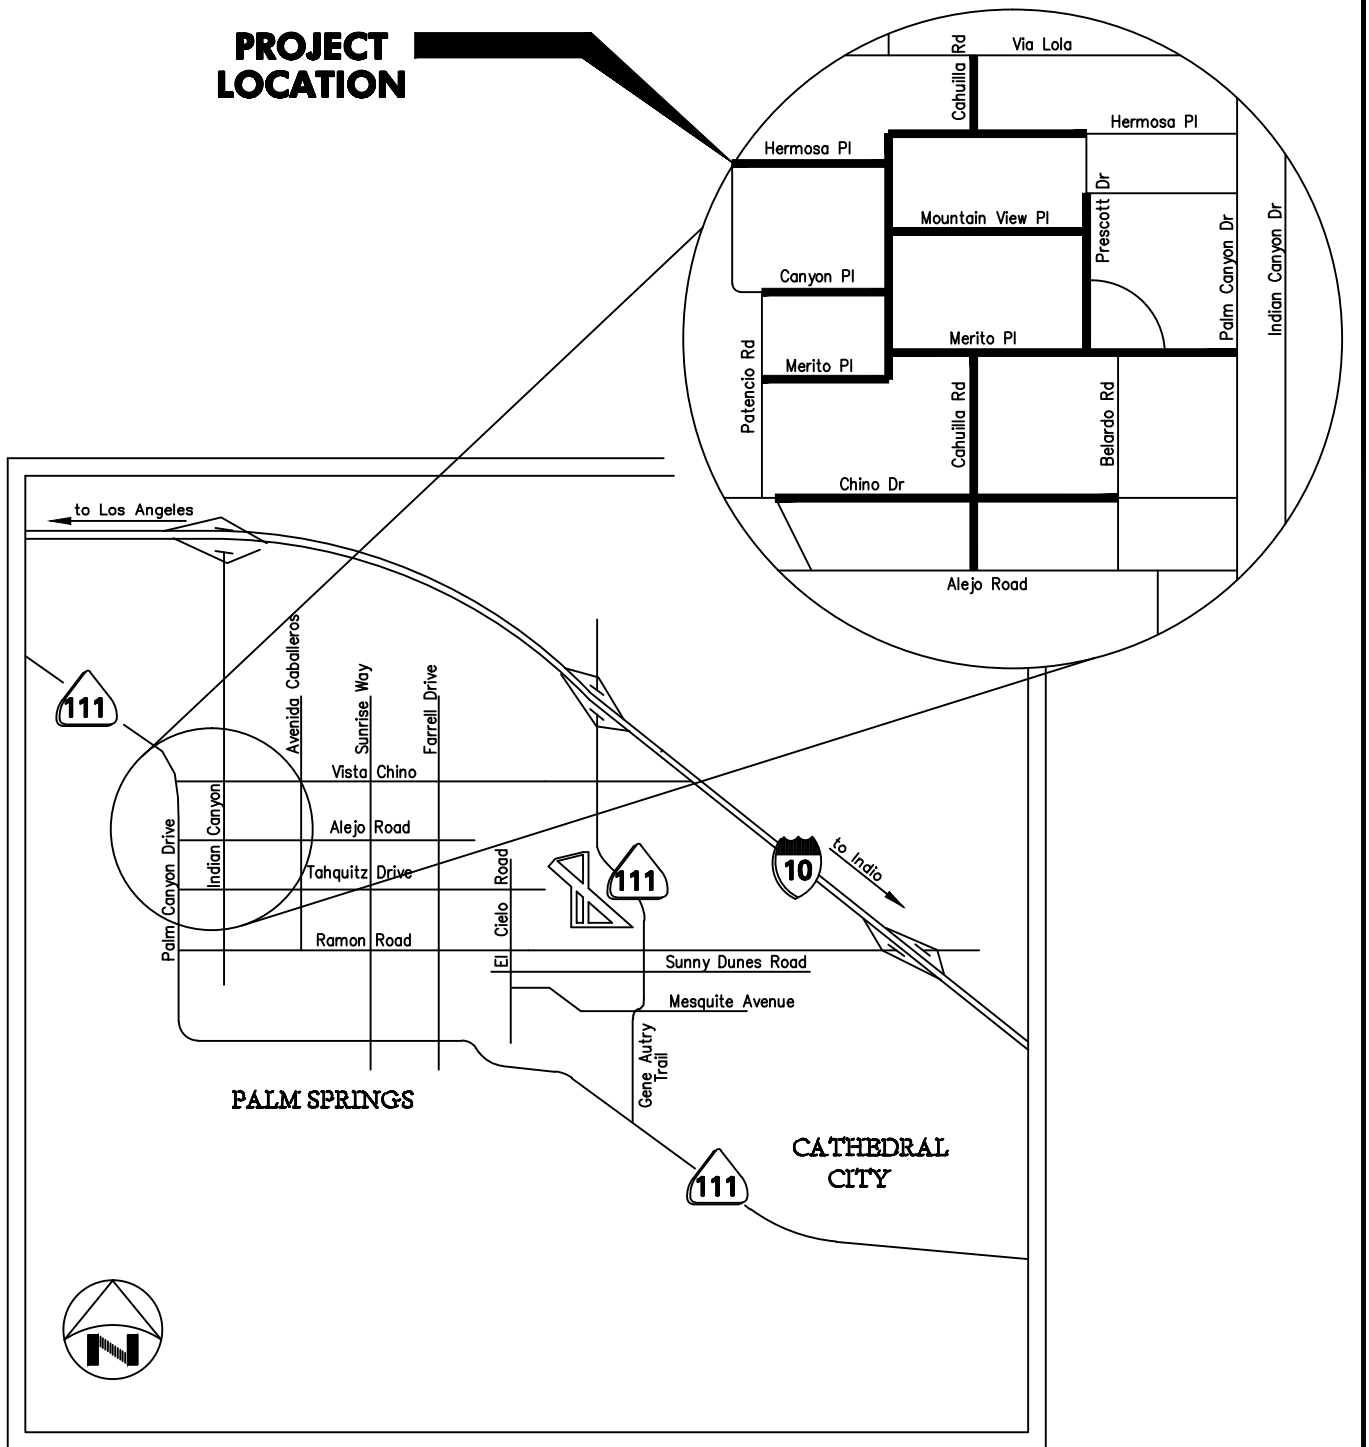 PROJECT
LOCATION
Cahuilla Rd
Via Lola
Hermosa Pl
Hermosa Pl
Prescott Dr
Mountain View Pl
Palm Canyon Dr
Indian Canyon Dr
Canyon Pl
Merito Pl
Merito Pl
Patencio Rd
Cahuilla Rd
Belardo Rd
Chino Dr
Alejo Road
to Los Angeles
111
Avenida Caballeros
Sunrise Way
Farrell Drive
Vista Chino
Indian Canyon
Palm Canyon Drive
Alejo Road
Tahquitz Drive
El Cielo Road
111
10
to Indio
Ramon Road
Sunny Dunes Road
Mesquite Avenue
Gene Autry
Trail
PALM SPRINGS
CATHEDRAL
CITY
111
N